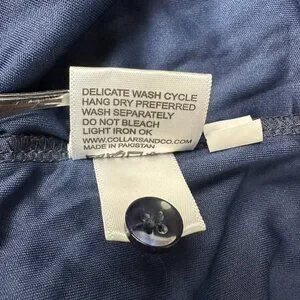 DELICATE WASH CYCLE
HANG DRY PREFERRED
WASH SEPARATELY
DO NOT BLEACH
LIGHT IRON OK
WWW.COLLARSANDCO.COM
MADE IN PAKISTAN